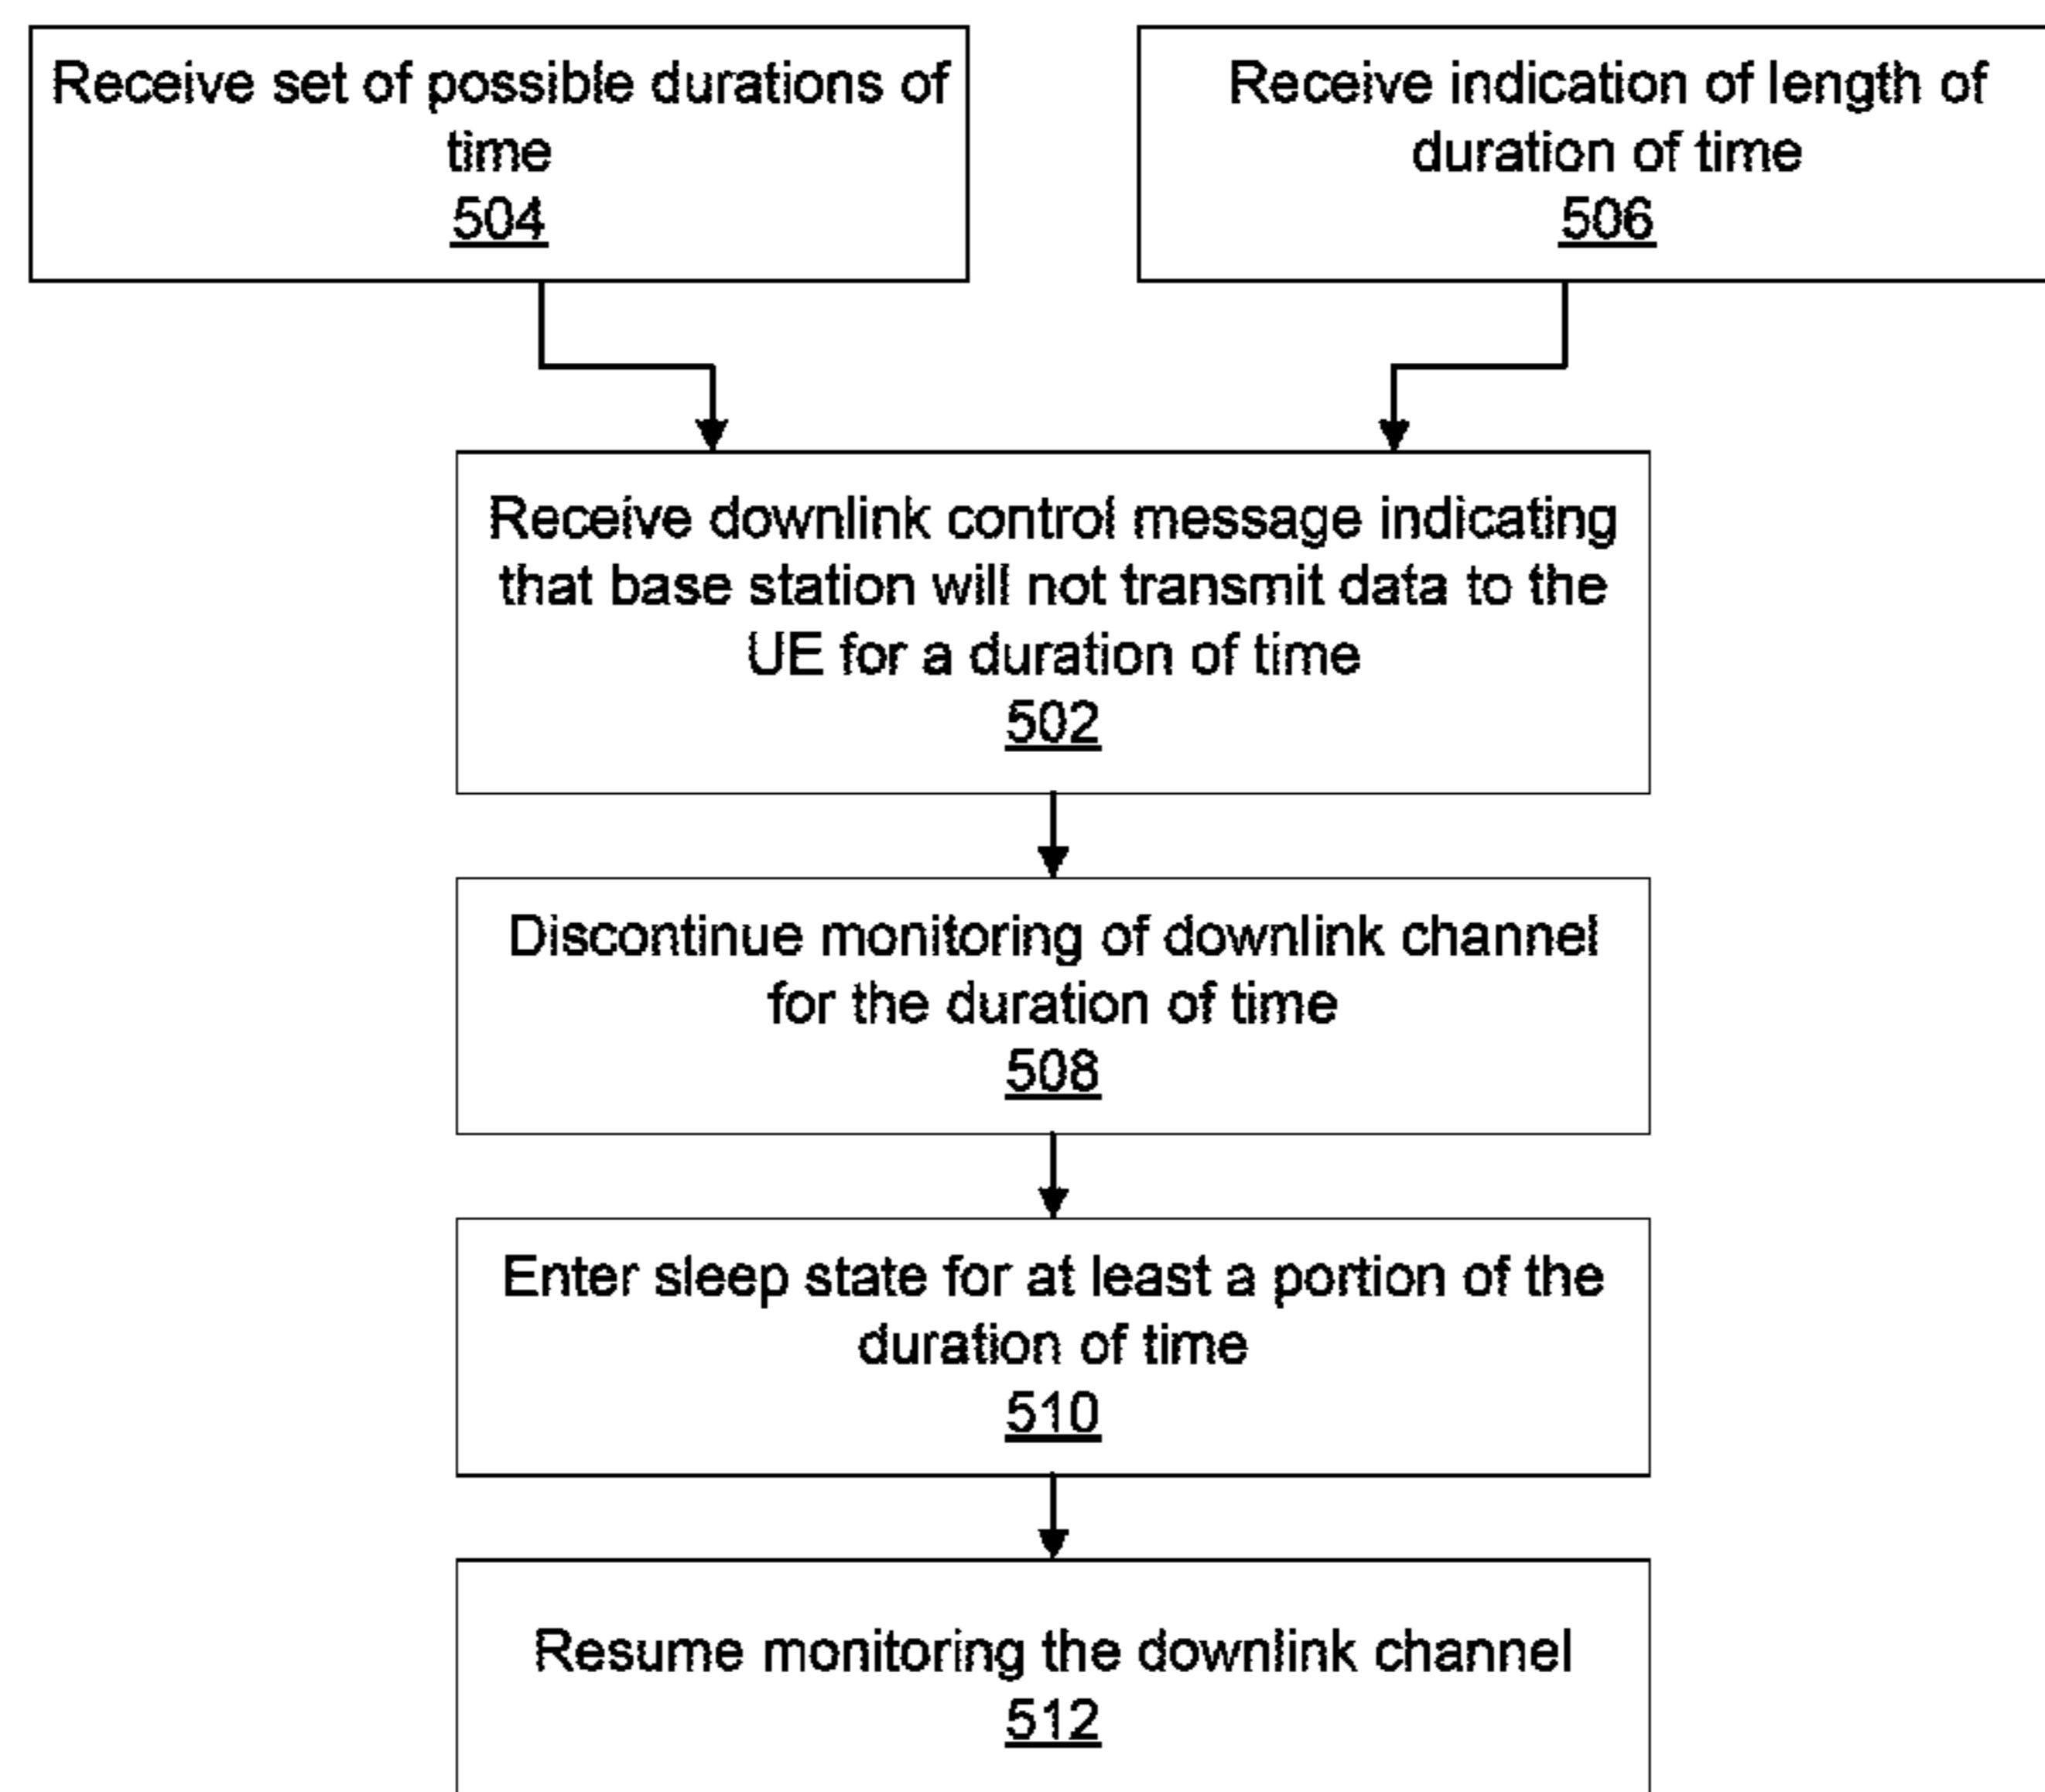 Receive set of possible durations of
time
504
Receive indication of length of
duration of time
506
Receive downlink control message indicating
that base station will not transmit data to the
UE for a duration of time
502
Discontinue monitoring of downlink channel
for the duration of time
508
Enter sleep state for at least a portion of the
duration of time
510
Resume monitoring the downlink channel
512